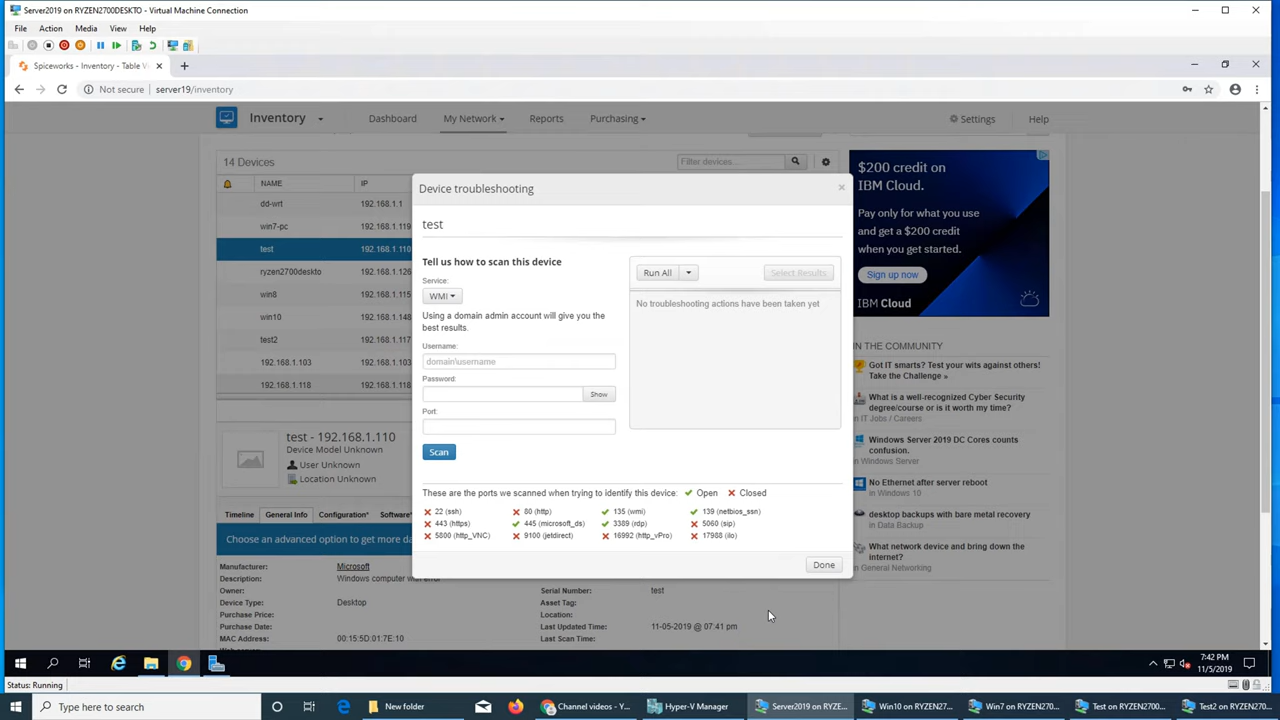 Server2019 on RYZEN2700DESKTO - Virtual Machine Connection
File Action Media View Help
Spiceworks - Inventory - Table V
Not secure server19/inventory
Inventory Dashboard My Network Reports Purchasing Settings Help
14 Devices Filter devices...
NAME IP
dd-wrt 192.168.1.1
win7-pc 192.168.1.119
test 192.168.1.110
ryzen2700deskto 192.168.1.126
win8 192.168.1.115
win10 192.168.1.148
test2 192.168.1.117
192.168.1.103 192.168.1.103
192.168.1.118 192.168.1.118
test - 192.168.1.110
Device Model Unknown
User Unknown
Location Unknown
Timeline General Info Configuration* Software*
Choose an advanced option to get more da
Manufacturer: Microsoft
Description: Windows computer with error
Owner:
Device Type: Desktop
Purchase Price:
Purchase Date:
MAC Address: 00:15:5D:01:7E:10
Serial Number: test
Asset Tag:
Location:
Last Updated Time: 11-05-2019 @ 07:41 pm
Last Scan Time:
Device troubleshooting
test
Tell us how to scan this device
Service:
WMI
Using a domain admin account will give you the
best results.
Username:
domain\username
Password:
Show
Port:
Scan
Run All Select Results
No troubleshooting actions have been taken yet
These are the ports we scanned when trying to identify this device: Open Closed
22 (ssh) 80 (http) 135 (wmi) 139 (netbios_ssn)
443 (https) 445 (microsoft_ds) 3389 (rdp) 5060 (sip)
5800 (http_VNC) 9100 (jetdirect) 16992 (http_vPro) 17988 (ilo)
Done
$200 credit on
IBM Cloud.
Pay only for what you use
and get a $200 credit
when you get started.
Sign up now
IBM Cloud
IN THE COMMUNITY
Got IT smarts? Test your wits against others!
Take the Challenge »
What is a well-recognized Cyber Security
degree/course or is it worth my time?
in IT Jobs / Careers
Windows Server 2019 DC Cores counts
confusion.
in Windows Server
No Ethernet after server reboot
in Windows 10
desktop backups with bare metal recovery
in Data Backup
What network device and bring down the
internet?
in General Networking
7:42 PM
11/5/2019
Status: Running
Type here to search
New folder
Channel videos - Y...
Hyper-V Manager
Server2019 on RYZE...
Win10 on RYZEN270...
Win7 on RYZEN2700...
Test on RYZEN2700...
Test2 on RYZEN270...